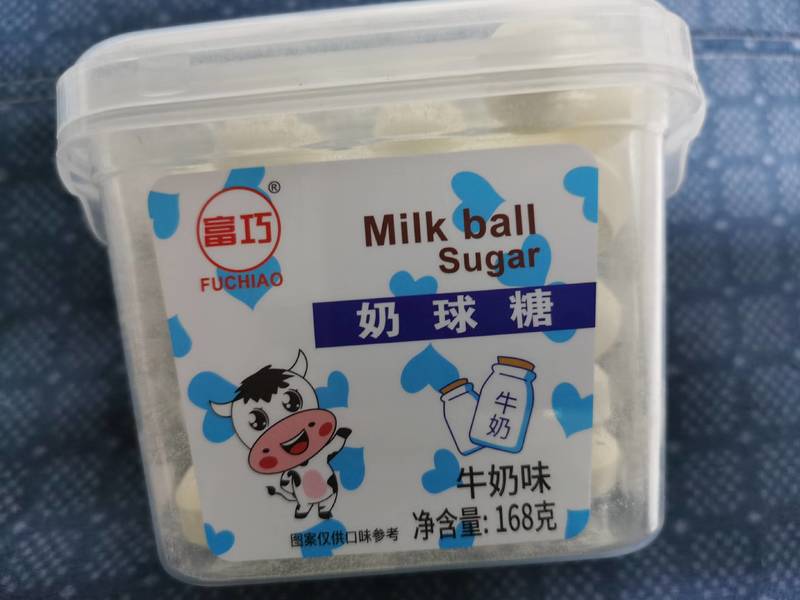 富巧®
FUCHIAO
Milk ball
Sugar
奶球糖
牛
奶
牛奶味
净含量: 168克
图案仅供口味参考